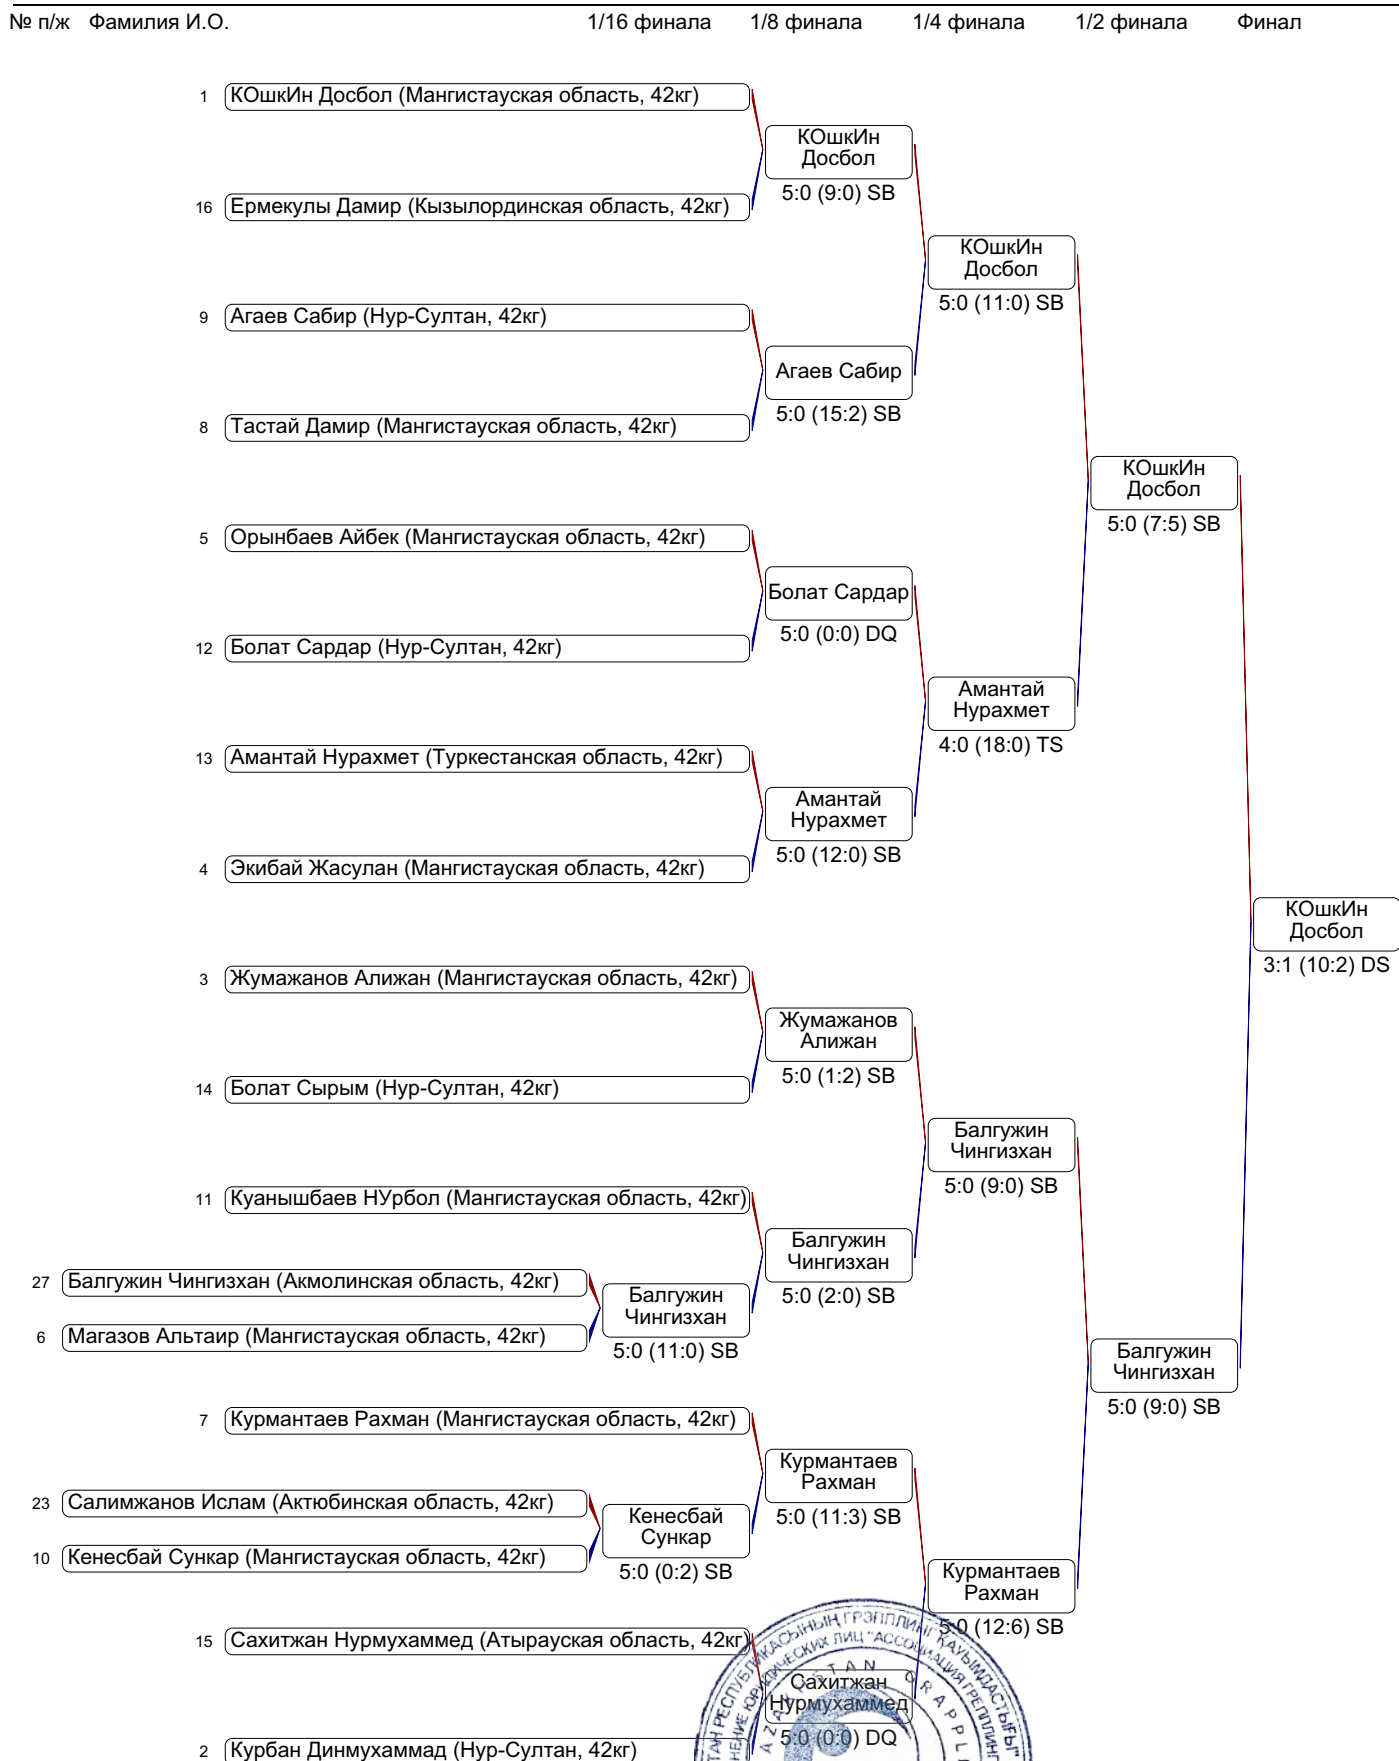 № п/ж Фамилия И.О. 1/16 финала 1/8 финала 1/4 финала 1/2 финала Финал
1 КОшкИн Досбол (Мангистауская область, 42кг)
КОшкИн
Досбол
5:0 (9:0) SB
16 Ермекулы Дамир (Кызылординская область, 42кг)
КОшкИн
Досбол
5:0 (11:0) SB
9 Агаев Сабир (Нур-Султан, 42кг)
Агаев Сабир
5:0 (15:2) SB
8 Тастай Дамир (Мангистауская область, 42кг)
КОшкИн
Досбол
5:0 (7:5) SB
5 Орынбаев Айбек (Мангистауская область, 42кг)
Болат Сардар
5:0 (0:0) DQ
12 Болат Сардар (Нур-Султан, 42кг)
Амантай
Нурахмет
4:0 (18:0) TS
13 Амантай Нурахмет (Туркестанская область, 42кг)
Амантай
Нурахмет
5:0 (12:0) SB
4 Экибай Жасулан (Мангистауская область, 42кг)
КОшкИн
Досбол
3:1 (10:2) DS
3 Жумажанов Алижан (Мангистауская область, 42кг)
Жумажанов
Алижан
5:0 (1:2) SB
14 Болат Сырым (Нур-Султан, 42кг)
Балгужин
Чингизхан
5:0 (9:0) SB
11 Куанышбаев НУрбол (Мангистауская область, 42кг)
Балгужин
Чингизхан
5:0 (2:0) SB
27 Балгужин Чингизхан (Акмолинская область, 42кг)
Балгужин
Чингизхан
5:0 (11:0) SB
6 Магазов Альтаир (Мангистауская область, 42кг)
Балгужин
Чингизхан
5:0 (9:0) SB
7 Курмантаев Рахман (Мангистауская область, 42кг)
Курмантаев
Рахман
5:0 (11:3) SB
23 Салимжанов Ислам (Актюбинская область, 42кг)
Кенесбай
Сункар
5:0 (0:2) SB
10 Кенесбай Сункар (Мангистауская область, 42кг)
Курмантаев
Рахман
5:0 (12:6) SB
15 Сахитжан Нурмухаммед (Атырауская область, 42кг)
Сахитжан
Нурмухаммед
5:0 (0:0) DQ
2 Курбан Динмухаммад (Нур-Султан, 42кг)